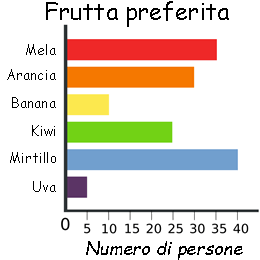 Frutta preferita
Mela
Arancia
Banana
Kiwi
Mirtillo
Uva
0 5 10 15 20 25 30 35 40
Numero di persone